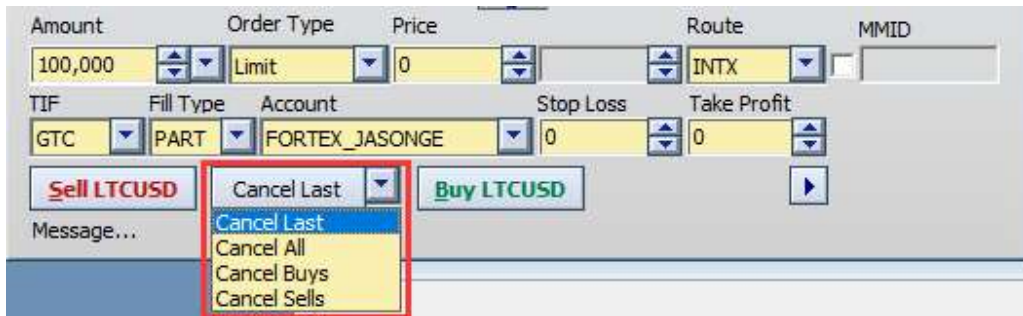 Amount Order Type Price Route MMID
100,000 Limit 0 INTX
TIF Fill Type Account Stop Loss Take Profit
GTC PART FORTEX_JASONGE 0 0
Sell LTCUSD Cancel Last Buy LTCUSD
Cancel Last
Message...
Cancel All
Cancel Buys
Cancel Sells